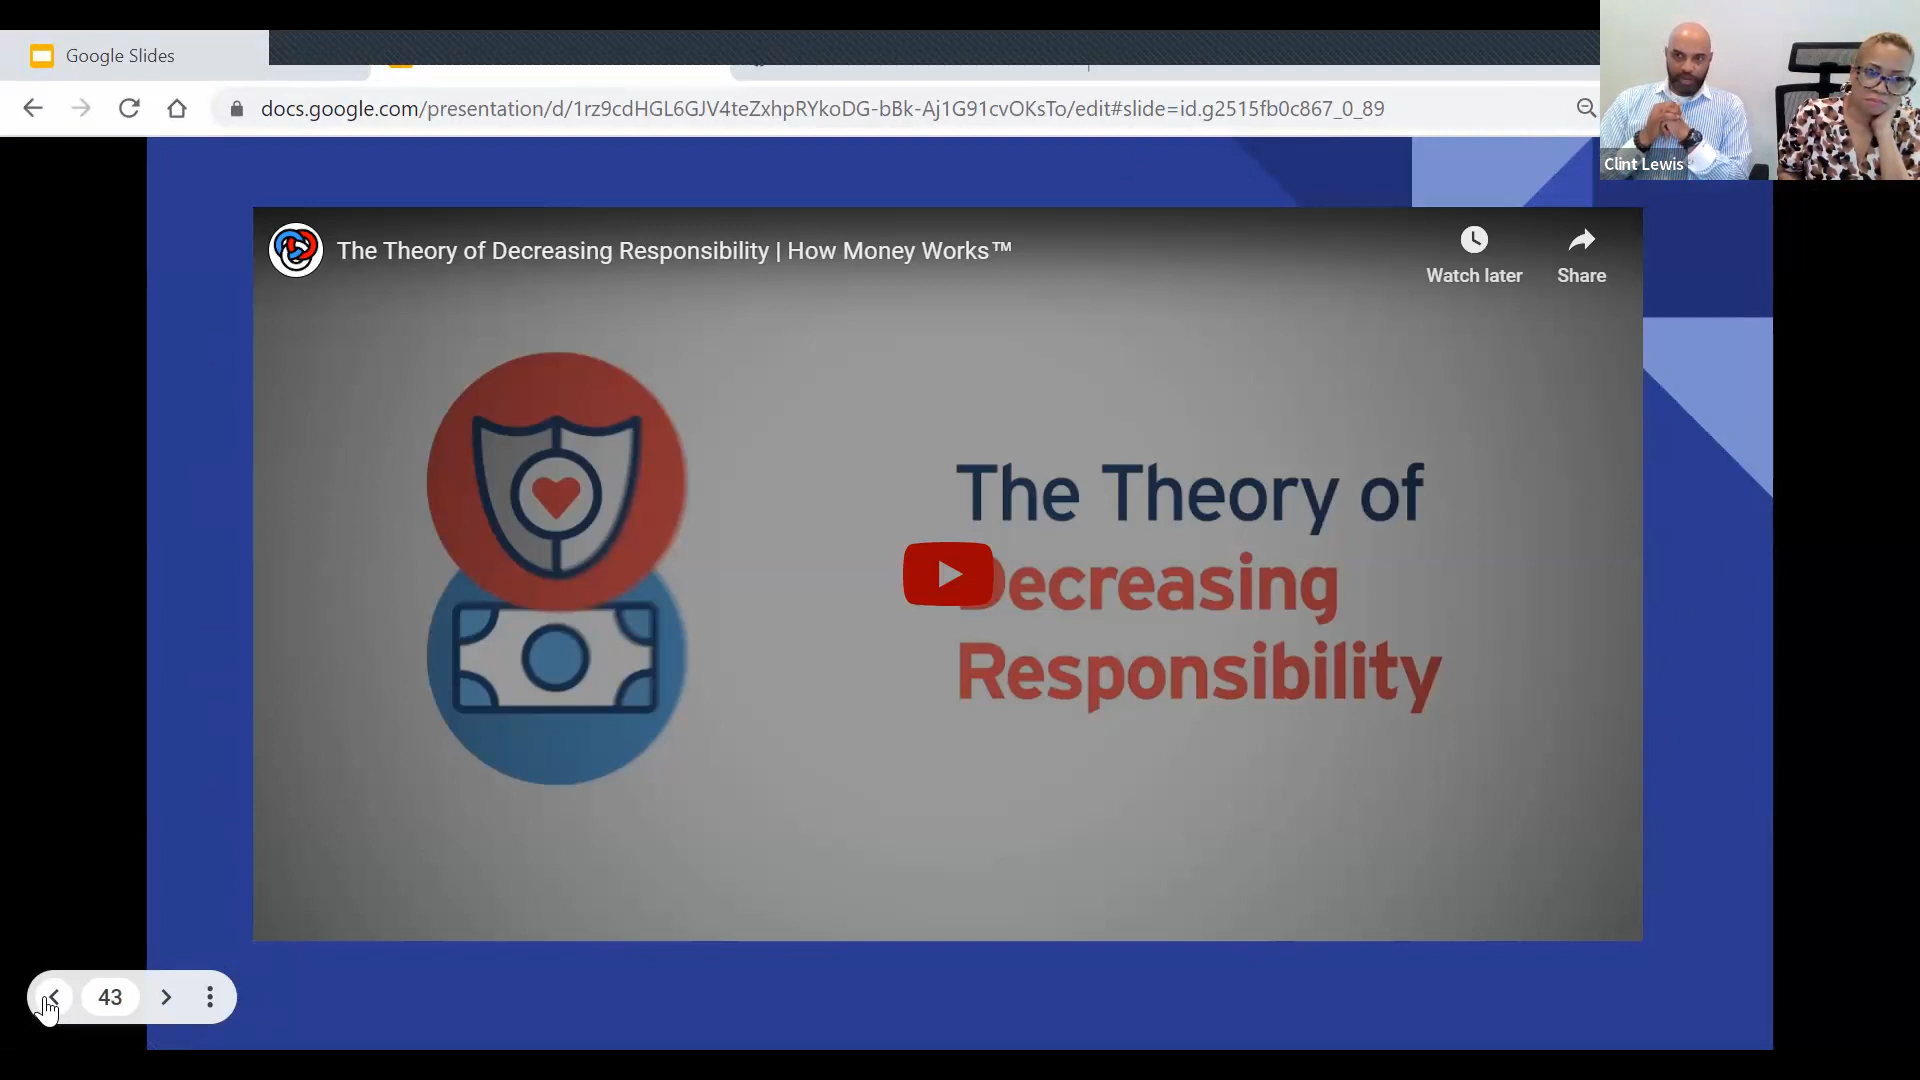 Google Slides
docs.google.com/presentation/d/1rz9cdHGL6GJV4teZxhpRYkoDG-bBk-Aj1G91cvOKsTo/edit#slide=id.g2515fb0c867_0_89
Clint Lewis
The Theory of Decreasing Responsibility | How Money Works™
Watch later
Share
The Theory of
Decreasing
Responsibility
43